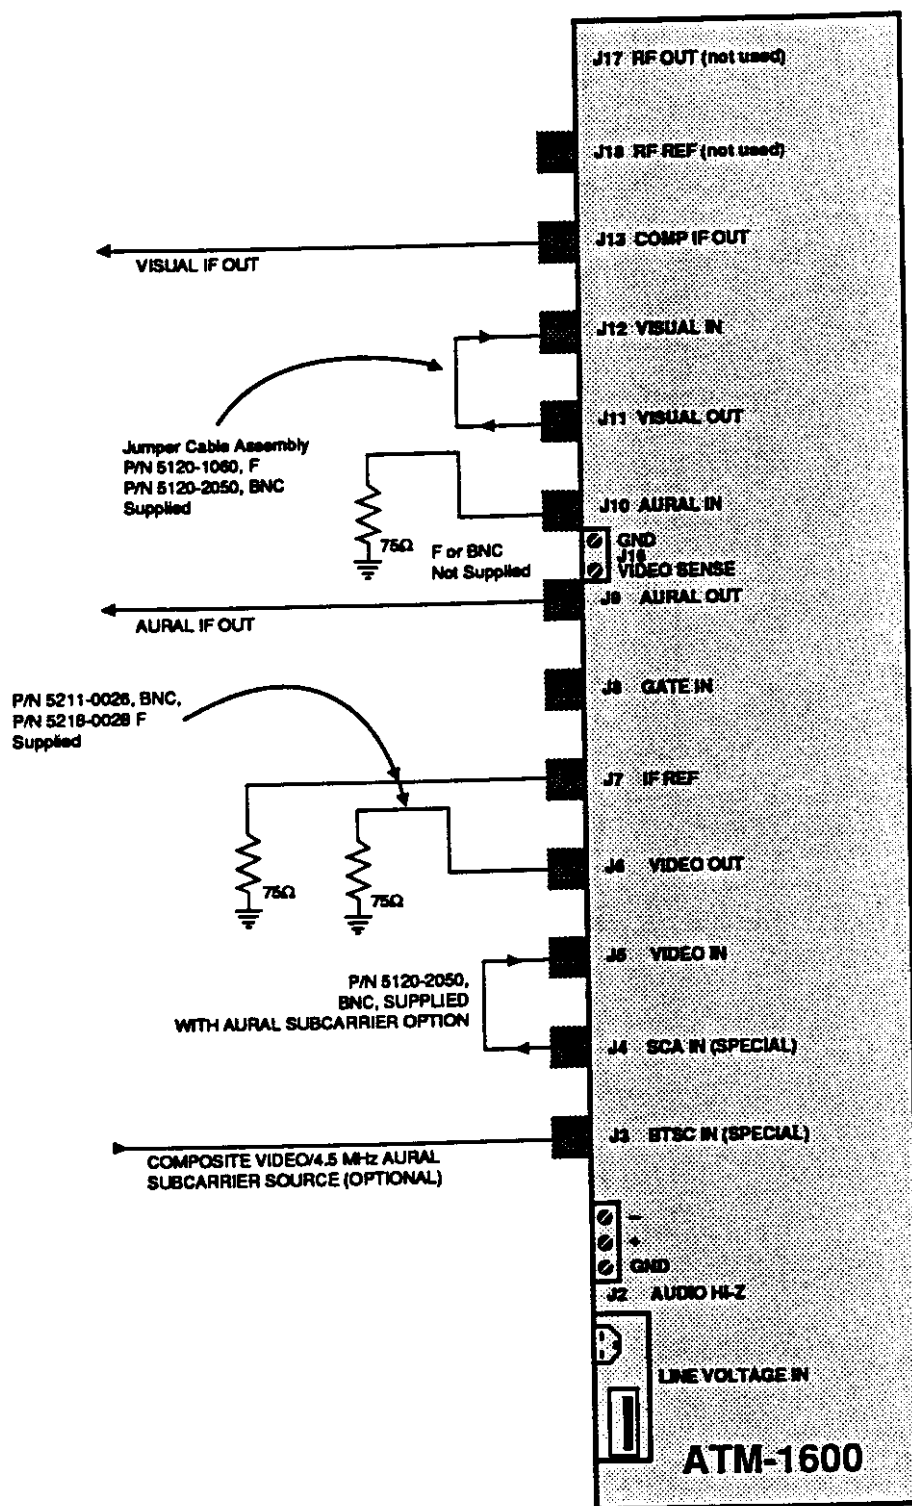 J17 RF OUT (not used)
J18 RF REF (not used)
J13 COMP IF OUT
VISUAL IF OUT
J12 VISUAL IN
J11 VISUAL OUT
Jumper Cable Assembly
P/N 5120-1060, F
P/N 5120-2050, BNC
Supplied
J10 AURAL IN
75Ω
F or BNC
Not Supplied
GND
J16
VIDEO SENSE
J9 AURAL OUT
AURAL IF OUT
J8 GATE IN
P/N 5211-0026, BNC,
P/N 5218-0028 F
Supplied
J7 IF REF
J6 VIDEO OUT
75Ω
75Ω
J5 VIDEO IN
P/N 5120-2050,
BNC, SUPPLIED
WITH AURAL SUBCARRIER OPTION
J4 SCA IN (SPECIAL)
J3 BTSC IN (SPECIAL)
COMPOSITE VIDEO/4.5 MHz AURAL
SUBCARRIER SOURCE (OPTIONAL)
–
+
GND
J2 AUDIO HI-Z
LINE VOLTAGE IN
ATM-1600